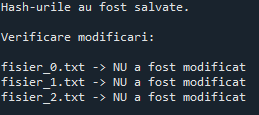 Hash-urile au fost salvate.
Verificare modificari:
fisier_0.txt -> NU a fost modificat
fisier_1.txt -> NU a fost modificat
fisier_2.txt -> NU a fost modificat